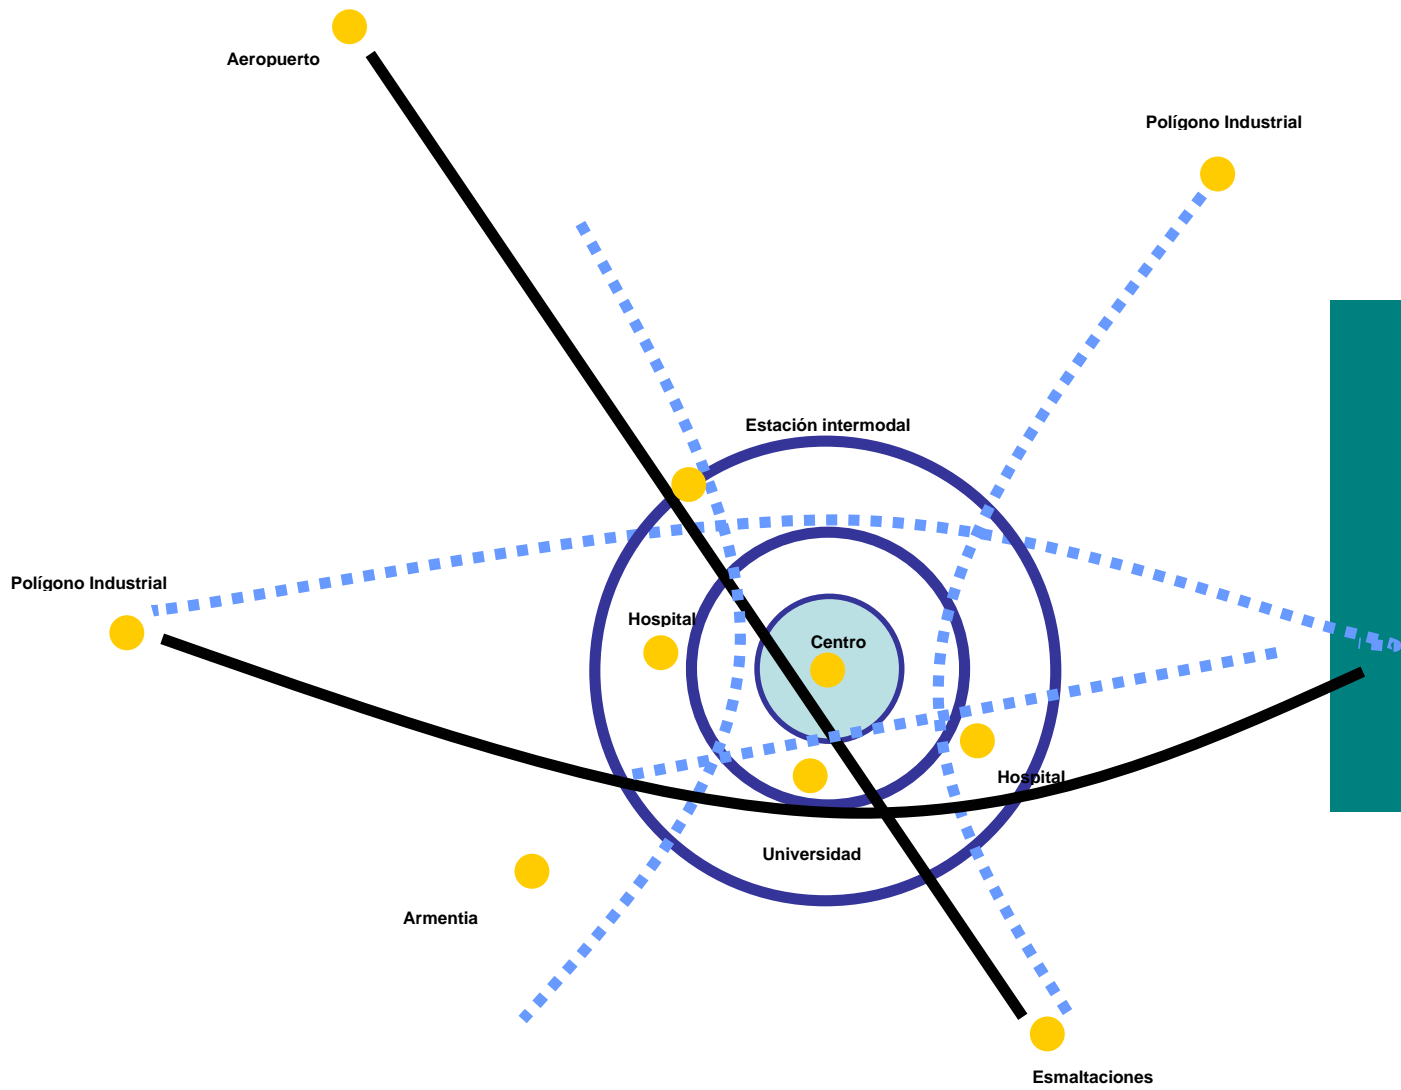 Aeropuerto
Polígono Industrial
Estación intermodal
Polígono Industrial
Hospital
Centro
Hospital
Universidad
Armentia
Esmaltaciones